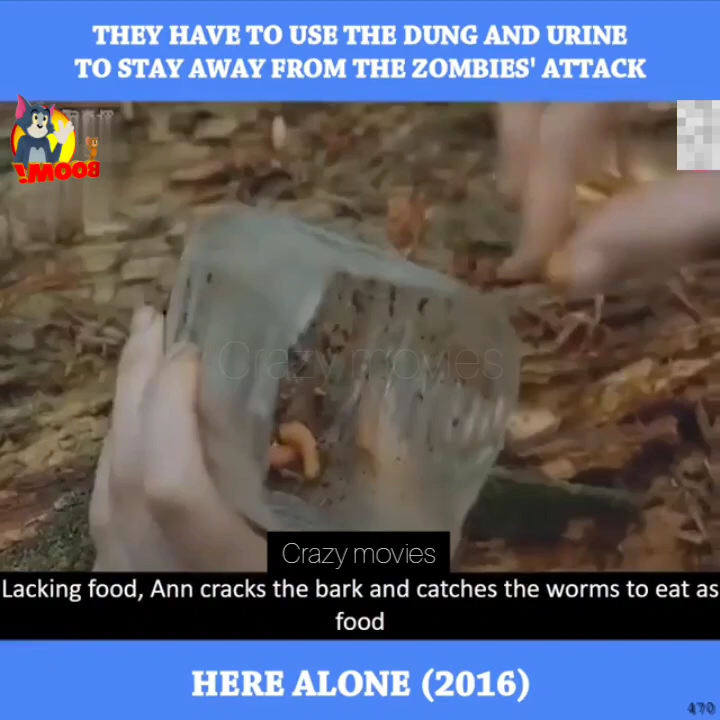 THEY HAVE TO USE THE DUNG AND URINE
TO STAY AWAY FROM THE ZOMBIES' ATTACK
BOOM!
Crazy movies
Crazy movies
Lacking food, Ann cracks the bark and catches the worms to eat as
food
HERE ALONE (2016)
470